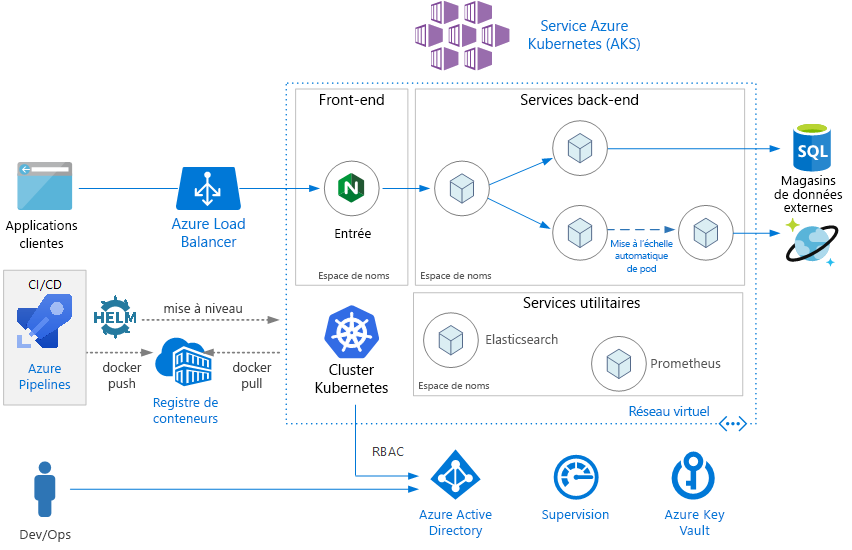 Service Azure
Kubernetes (AKS)
Front-end
Services back-end
SQL
Magasins
de données
externes
Applications
clientes
Azure Load
Balancer
N
Entrée
Mise à l'échelle
automatique
de pod
Espace de noms
Espace de noms
CI/CD
Azure
Pipelines
HELM
mise à niveau
docker
push
docker
pull
Registre de
conteneurs
Cluster
Kubernetes
Services utilitaires
Elasticsearch
Prometheus
Espace de noms
Réseau virtuel
RBAC
Dev/Ops
Azure Active
Directory
Supervision
Azure Key
Vault